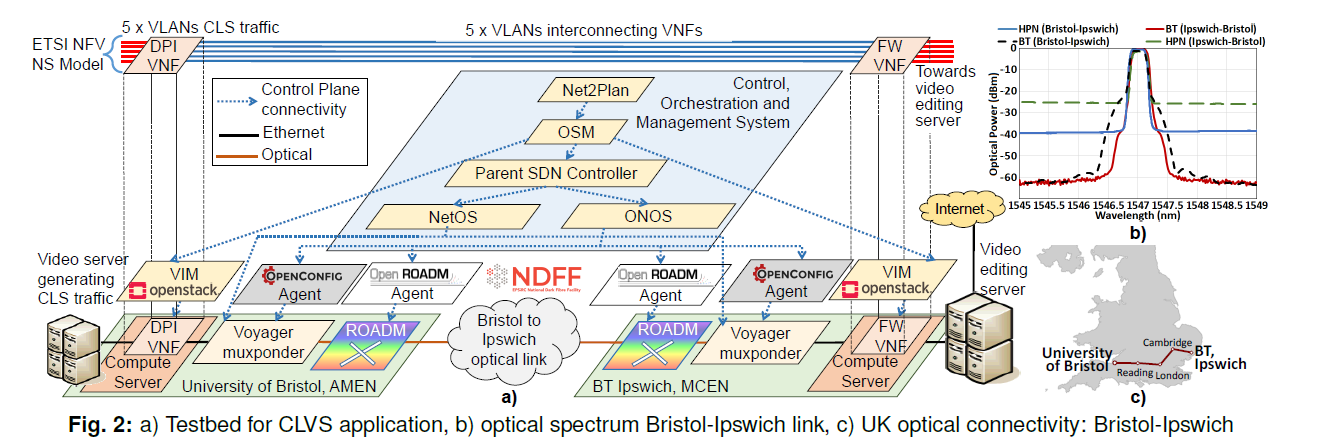 5 x VLANs CLS traffic
5 x VLANs interconnecting VNFs
ETSI NFV
NS Model
DPI
VNF
FW
VNF
Towards
video
editing
server
Control Plane
connectivity
Ethernet
Optical
Control,
Orchestration and
Management System
Net2Plan
OSM
Parent SDN Controller
NetOS
ONOS
Video server
generating
CLS traffic
VIM
openstack.
OPENCONFIG
Agent
Open ROADM
Agent
NDFF
EPSRC National Dark Fibre Facility
Open ROADM
Agent
OPENCONFIG
Agent
VIM
openstack.
Internet
Video
editing
server
DPI
VNF
Compute
Server
Voyager
muxponder
ROADM
University of Bristol, AMEN
Bristol to
Ipswich
optical link
ROADM
Voyager
muxponder
FW
VNF
Compute
Server
BT Ipswich, MCEN
a)
HPN (Bristol-Ipswich)
BT (Ipswich-Bristol)
BT (Bristol-Ipswich)
HPN (Ipswich-Bristol)
Optical Power (dBm)
0
-10
-20
-30
-40
-50
-60
1545 1545.5 1546 1546.5 1547 1547.5 1548 1548.5 1549
Wavelength (nm)
b)
University
of Bristol
Reading
London
Cambridge
BT,
Ipswich
c)
Fig. 2: a) Testbed for CLVS application, b) optical spectrum Bristol-Ipswich link, c) UK optical connectivity: Bristol-Ipswich